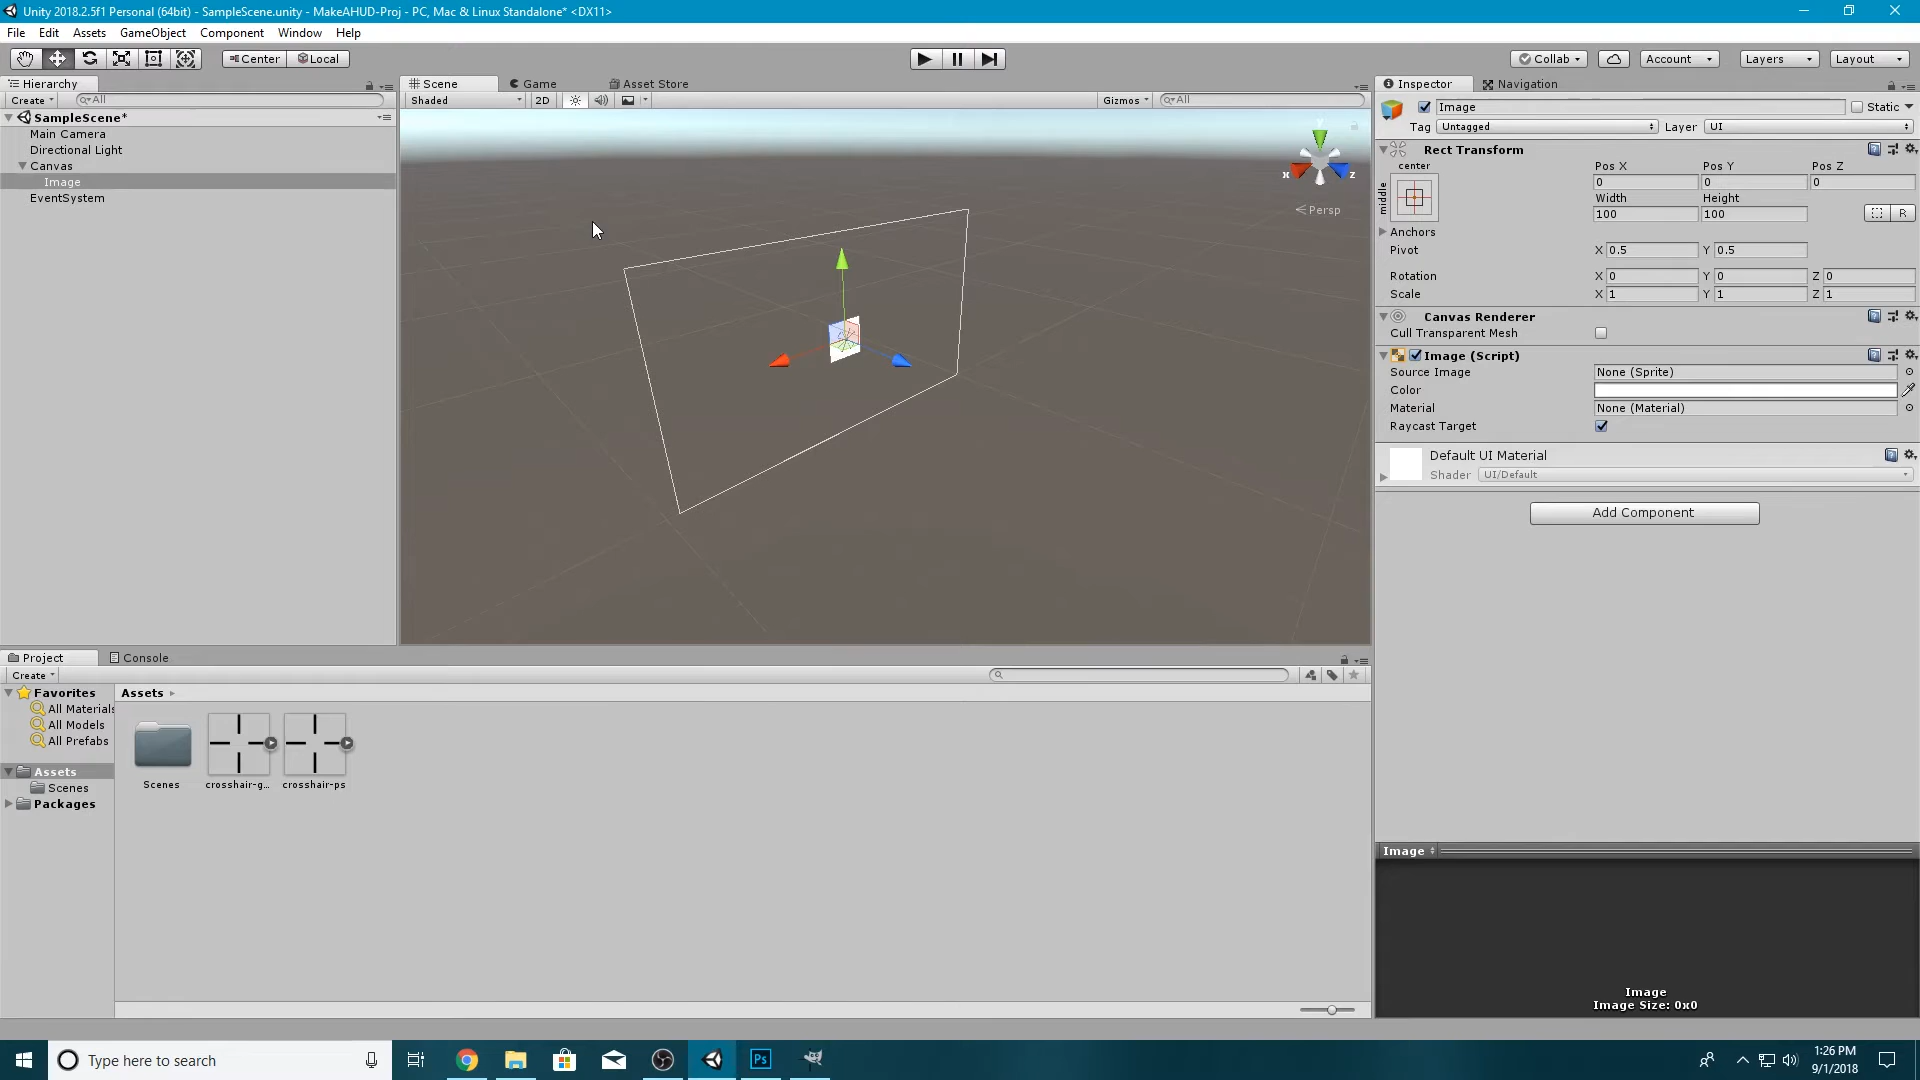 Unity 2018.2.5f1 Personal (64bit) - SampleScene.unity - MakeAHUD-Proj - PC, Mac & Linux Standalone* <DX11>
File Edit Assets GameObject Component Window Help
Center Local Collab Account Layers Layout
Hierarchy Scene Game Asset Store Inspector Navigation
Create All Shaded 2D Gizmos All
Image Static
SampleScene*
Tag Untagged Layer UI
Main Camera
Directional Light
Canvas
Image
EventSystem
y
x z
Persp
Rect Transform
center Pos X Pos Y Pos Z
middle 0 0 0
Width Height
100 100 R
Anchors
Pivot X 0.5 Y 0.5
Rotation X 0 Y 0 Z 0
Scale X 1 Y 1 Z 1
Canvas Renderer
Cull Transparent Mesh
Image (Script)
Source Image None (Sprite)
Color
Material None (Material)
Raycast Target
Default UI Material
Shader UI/Default
Add Component
Project Console
Create
Favorites Assets
All Materials
All Models
All Prefabs
Assets
Scenes
Packages
Scenes crosshair-g... crosshair-ps
Image
Image
Image Size: 0x0
Type here to search
Ps
1:26 PM
9/1/2018